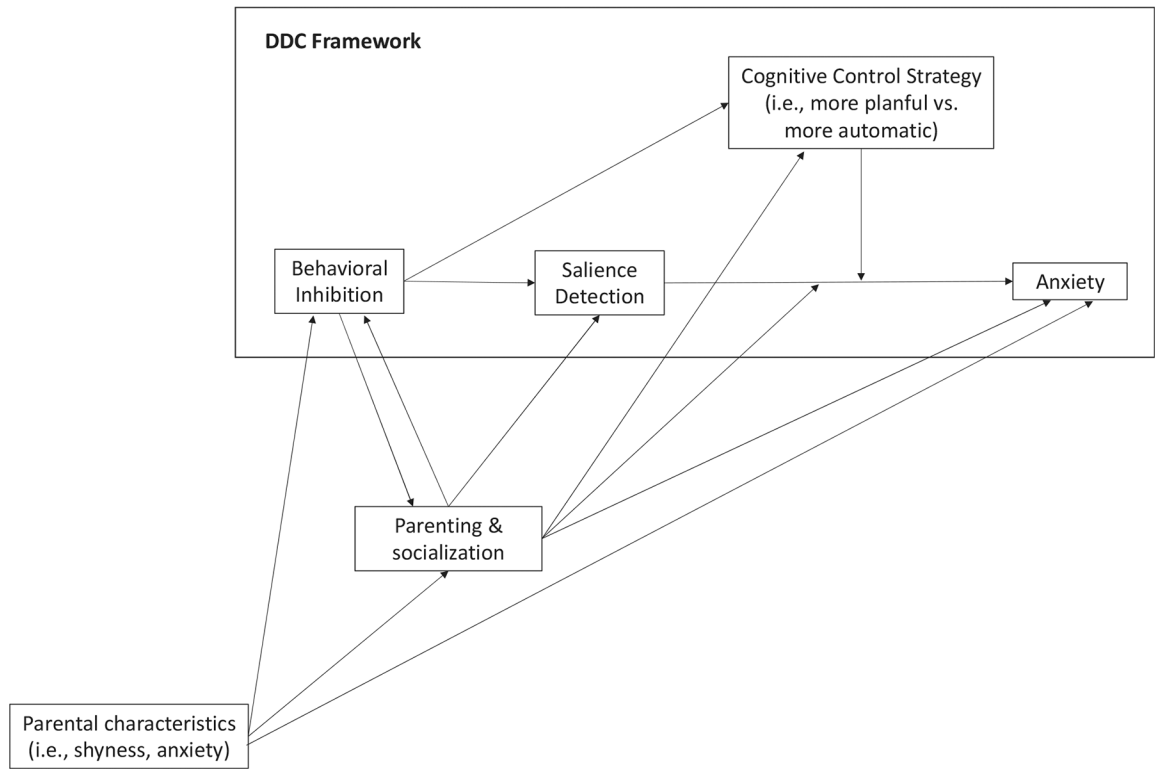 DDC Framework
Cognitive Control Strategy
(i.e., more planful vs.
more automatic)
Behavioral
Inhibition
Salience
Detection
Anxiety
Parenting &
socialization
Parental characteristics
(i.e., shyness, anxiety)